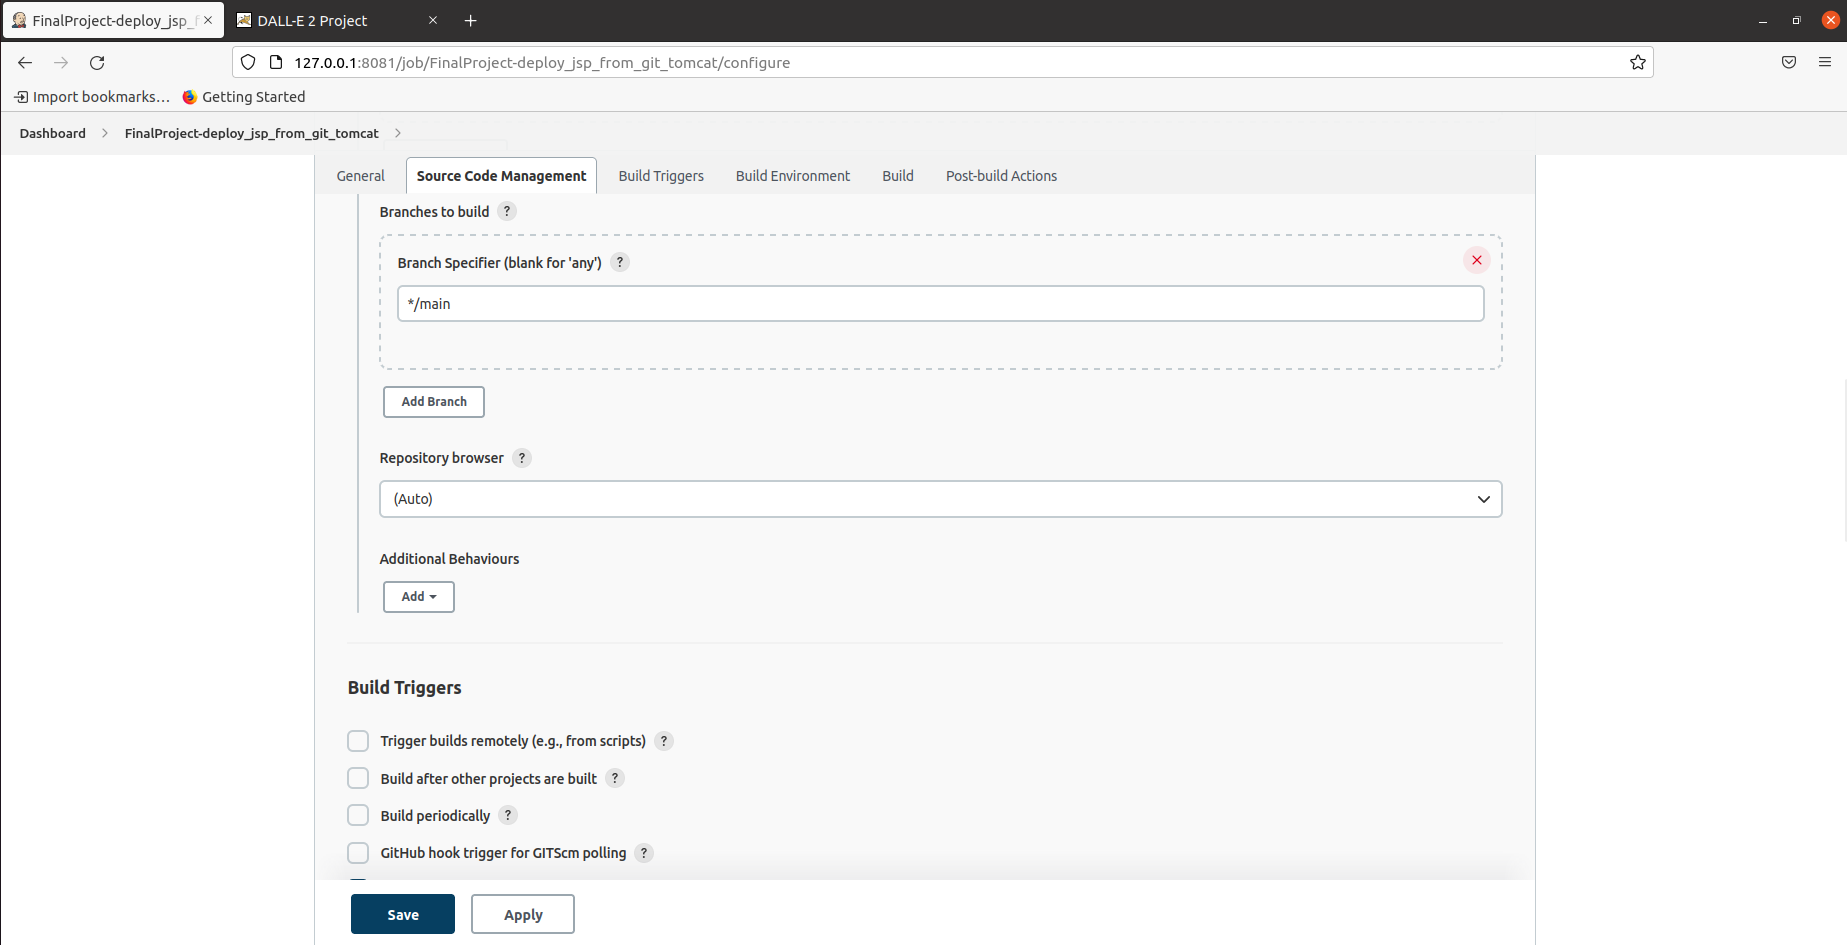 FinalProject-deploy_jsp_f
DALL-E 2 Project
127.0.0.1:8081/job/FinalProject-deploy_jsp_from_git_tomcat/configure
Import bookmarks...
Getting Started
Dashboard
FinalProject-deploy_jsp_from_git_tomcat
General
Source Code Management
Build Triggers
Build Environment
Build
Post-build Actions
Branches to build ?
Branch Specifier (blank for 'any') ?
*/main
Add Branch
Repository browser ?
(Auto)
Additional Behaviours
Add
Build Triggers
Trigger builds remotely (e.g., from scripts) ?
Build after other projects are built ?
Build periodically ?
GitHub hook trigger for GITScm polling ?
Save
Apply